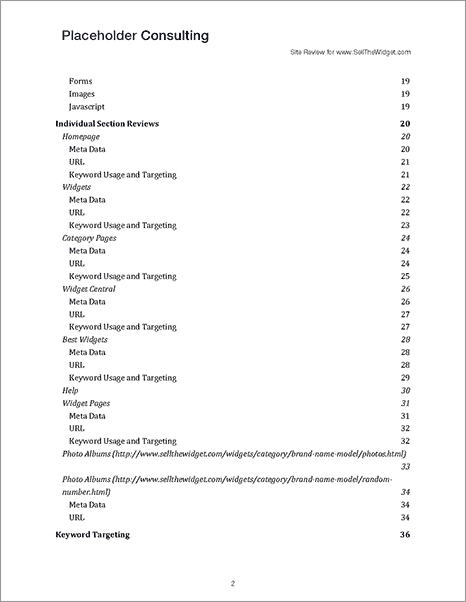 Placeholder Consulting
Site Review for www.SellTheWidget.com
Forms 19
Images 19
Javascript 19
Individual Section Reviews 20
Homepage 20
Meta Data 20
URL 21
Keyword Usage and Targeting 21
Widgets 22
Meta Data 22
URL 22
Keyword Usage and Targeting 23
Category Pages 24
Meta Data 24
URL 24
Keyword Usage and Targeting 25
Widget Central 26
Meta Data 26
URL 27
Keyword Usage and Targeting 27
Best Widgets 28
Meta Data 28
URL 28
Keyword Usage and Targeting 29
Help 30
Widget Pages 31
Meta Data 31
URL 32
Keyword Usage and Targeting 32
Photo Albums (http://www.sellthewidget.com/widgets/category/brand-name-model/photos.html)
33
Photo Albums (http://www.sellthewidget.com/widgets/category/brand-name-model/random-
number.html) 34
Meta Data 34
URL 34
Keyword Targeting 36
2